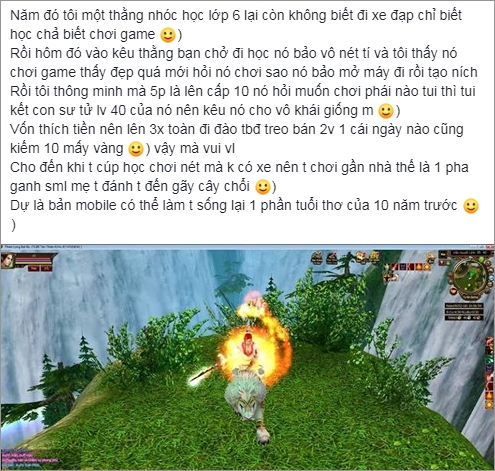 Năm đó tôi một thằng nhóc học lớp 6 lại còn không biết đi xe đạp chỉ biết
học chả biết chơi game 🙂)
Rồi hôm đó vào kêu thằng bạn chở đi học nó bảo vô nét tí và tôi thấy nó
chơi game thấy đẹp quá mới hỏi nó chơi sao nó bảo mở máy đi rồi tạo ních
Rồi tôi thông minh mà 5p là lên cấp 10 nó hỏi muốn chơi phái nào tui thì tui
kết con sư tử lv 40 của nó nên kêu nó cho vô khái giống m 🙂)
Vốn thích tiền nên lên 3x toàn đi đào tbđ treo bán 2v 1 cái ngày nào cũng
kiếm 10 mấy vàng 🙂) vậy mà vui vl
Cho đến khi t cúp học chơi nét mà k có xe nên t chơi gần nhà thế là 1 pha
ganh sml mẹ t đánh t đến gãy cây chổi 🙂)
Dự là bản mobile có thể làm t sống lại 1 phần tuổi thơ của 10 năm trước 🙂
)